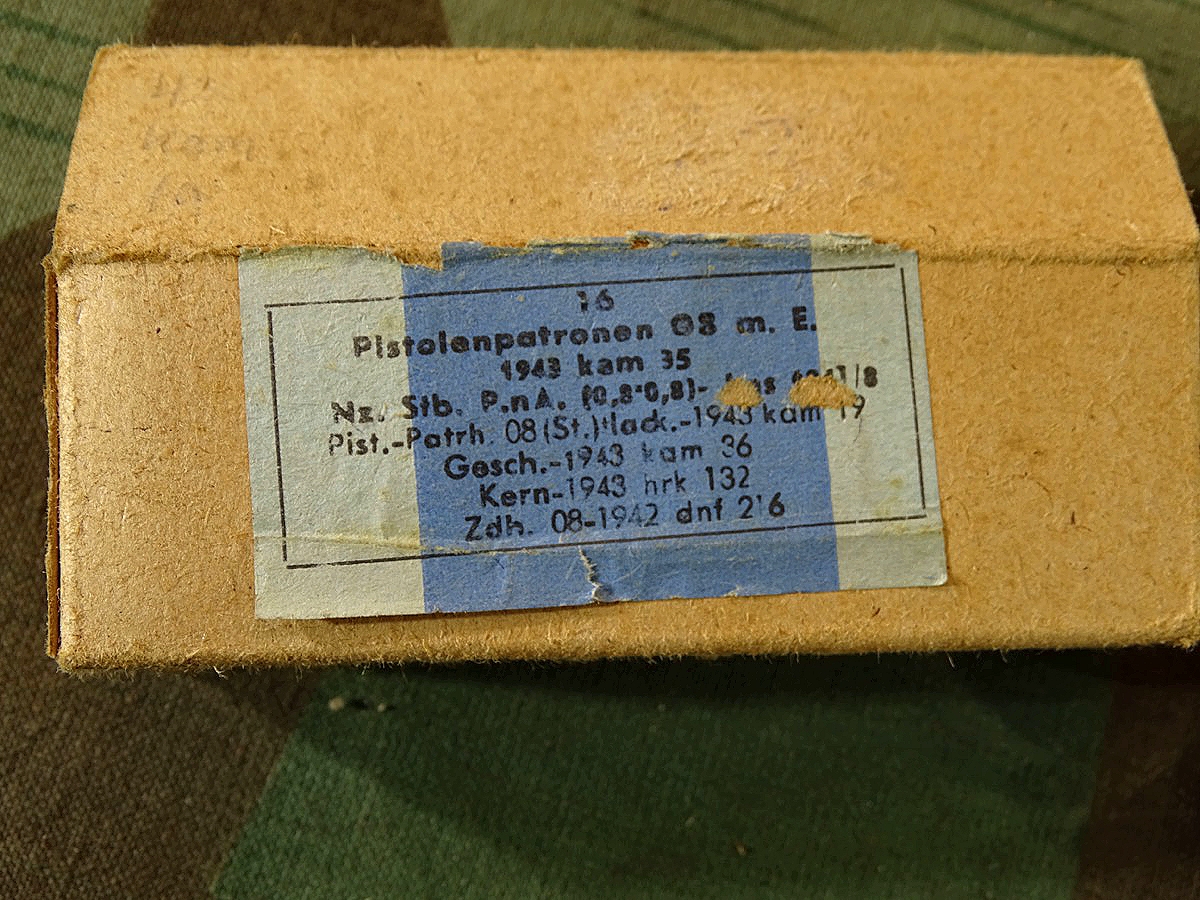 16
Pistolenpatronen 08 m. E.
1943 kam 35
Nz. Stb. P.n.A. (0,8·0,8)- /8
Pist.-Patrh. 08 (St.) lack.-1943 kam 19
Gesch.-1943 kam 36
Kern-1943 hrk 132
Zdh. 08-1942 dnf 2'6